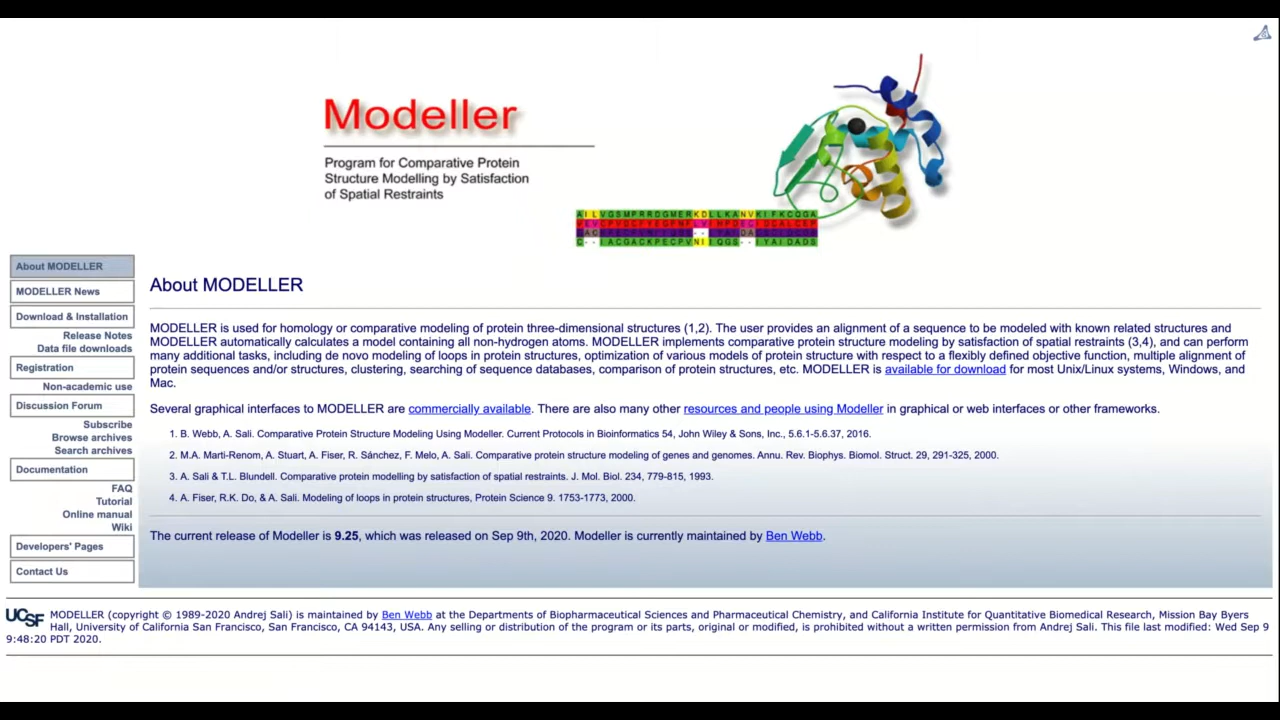 Modeller
Program for Comparative Protein
Structure Modelling by Satisfaction
of Spatial Restraints
About MODELLER
MODELLER News
Download & Installation
Release Notes
Data file downloads
Registration
Non-academic use
Discussion Forum
Subscribe
Browse archives
Search archives
Documentation
FAQ
Tutorial
Online manual
Wiki
Developers' Pages
Contact Us
About MODELLER
MODELLER is used for homology or comparative modeling of protein three-dimensional structures (1,2). The user provides an alignment of a sequence to be modeled with known related structures and
MODELLER automatically calculates a model containing all non-hydrogen atoms. MODELLER implements comparative protein structure modeling by satisfaction of spatial restraints (3,4), and can perform
many additional tasks, including de novo modeling of loops in protein structures, optimization of various models of protein structure with respect to a flexibly defined objective function, multiple alignment of
protein sequences and/or structures, clustering, searching of sequence databases, comparison of protein structures, etc. MODELLER is available for download for most Unix/Linux systems, Windows, and
Mac.
Several graphical interfaces to MODELLER are commercially available. There are also many other resources and people using Modeller in graphical or web interfaces or other frameworks.
1. B. Webb, A. Sali. Comparative Protein Structure Modeling Using Modeller. Current Protocols in Bioinformatics 54, John Wiley & Sons, Inc., 5.6.1-5.6.37, 2016.
2. M.A. Marti-Renom, A. Stuart, A. Fiser, R. Sánchez, F. Melo, A. Sali. Comparative protein structure modeling of genes and genomes. Annu. Rev. Biophys. Biomol. Struct. 29, 291-325, 2000.
3. A. Sali & T.L. Blundell. Comparative protein modelling by satisfaction of spatial restraints. J. Mol. Biol. 234, 779-815, 1993.
4. A. Fiser, R.K. Do, & A. Sali. Modeling of loops in protein structures, Protein Science 9. 1753-1773, 2000.
The current release of Modeller is 9.25, which was released on Sep 9th, 2020. Modeller is currently maintained by Ben Webb.
UCSF MODELLER (copyright © 1989-2020 Andrej Sali) is maintained by Ben Webb at the Departments of Biopharmaceutical Sciences and Pharmaceutical Chemistry, and California Institute for Quantitative Biomedical Research, Mission Bay Byers
Hall, University of California San Francisco, San Francisco, CA 94143, USA. Any selling or distribution of the program or its parts, original or modified, is prohibited without a written permission from Andrej Sali. This file last modified: Wed Sep 9
9:48:20 PDT 2020.